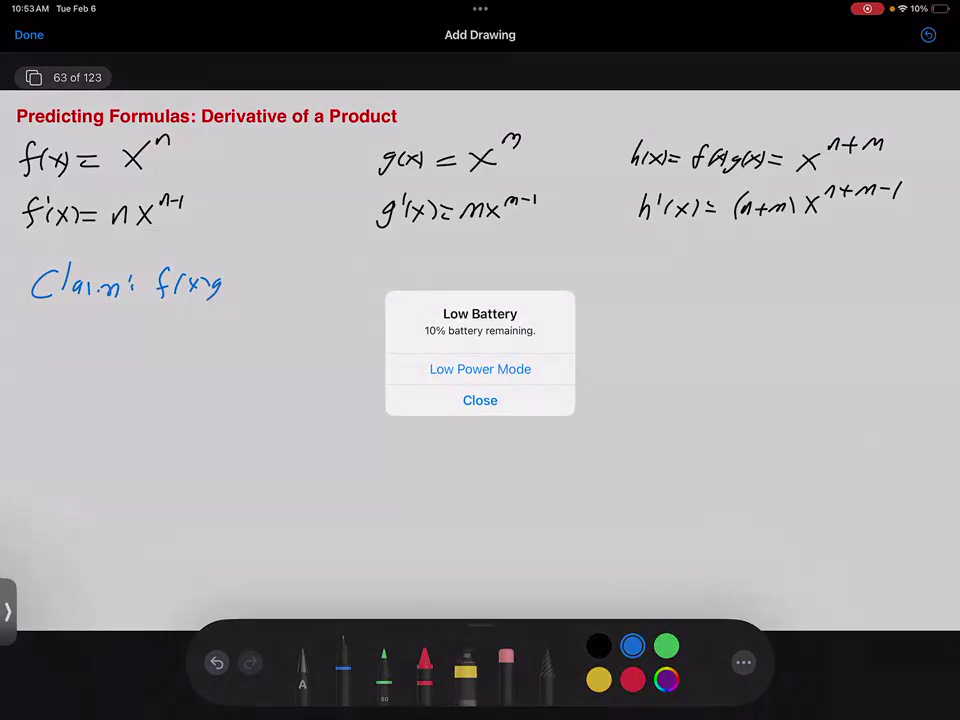 10:53 AM Tue Feb 6
10%
Done
Add Drawing
63 of 123
Predicting Formulas: Derivative of a Product
f(x) = x^n
g(x) = x^m
h(x) = f(x)g(x) = x^{n+m}
f'(x) = nx^{n-1}
g'(x) = mx^{m-1}
h'(x) = (n+m) x^{n+m-1}
Claim: f(x)g
Low Battery
10% battery remaining.
Low Power Mode
Close
A
50